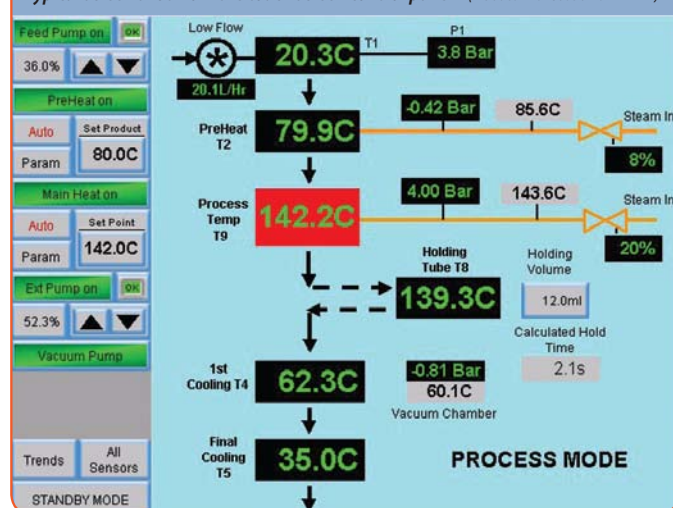 Feed Pump on OK
36.0%
PreHeat on
Auto
Set Product
80.0C
Param
Main Heat on
Auto
Set Point
142.0C
Param
Ext Pump on OK
52.3%
Vacuum Pump
Trends
All
Sensors
STANDBY MODE
Low Flow
20.1L/Hr
20.3C
T1
P1
3.8 Bar
PreHeat
T2
79.9C
-0.42 Bar
85.6C
Steam In
8%
Process
Temp
T9
142.2C
4.00 Bar
143.6C
Steam In
20%
Holding
Tube T8
139.3C
Holding
Volume
12.0ml
Calculated Hold
Time
2.1s
1st
Cooling T4
62.3C
-0.81 Bar
60.1C
Vacuum Chamber
Final
Cooling
T5
35.0C
PROCESS MODE